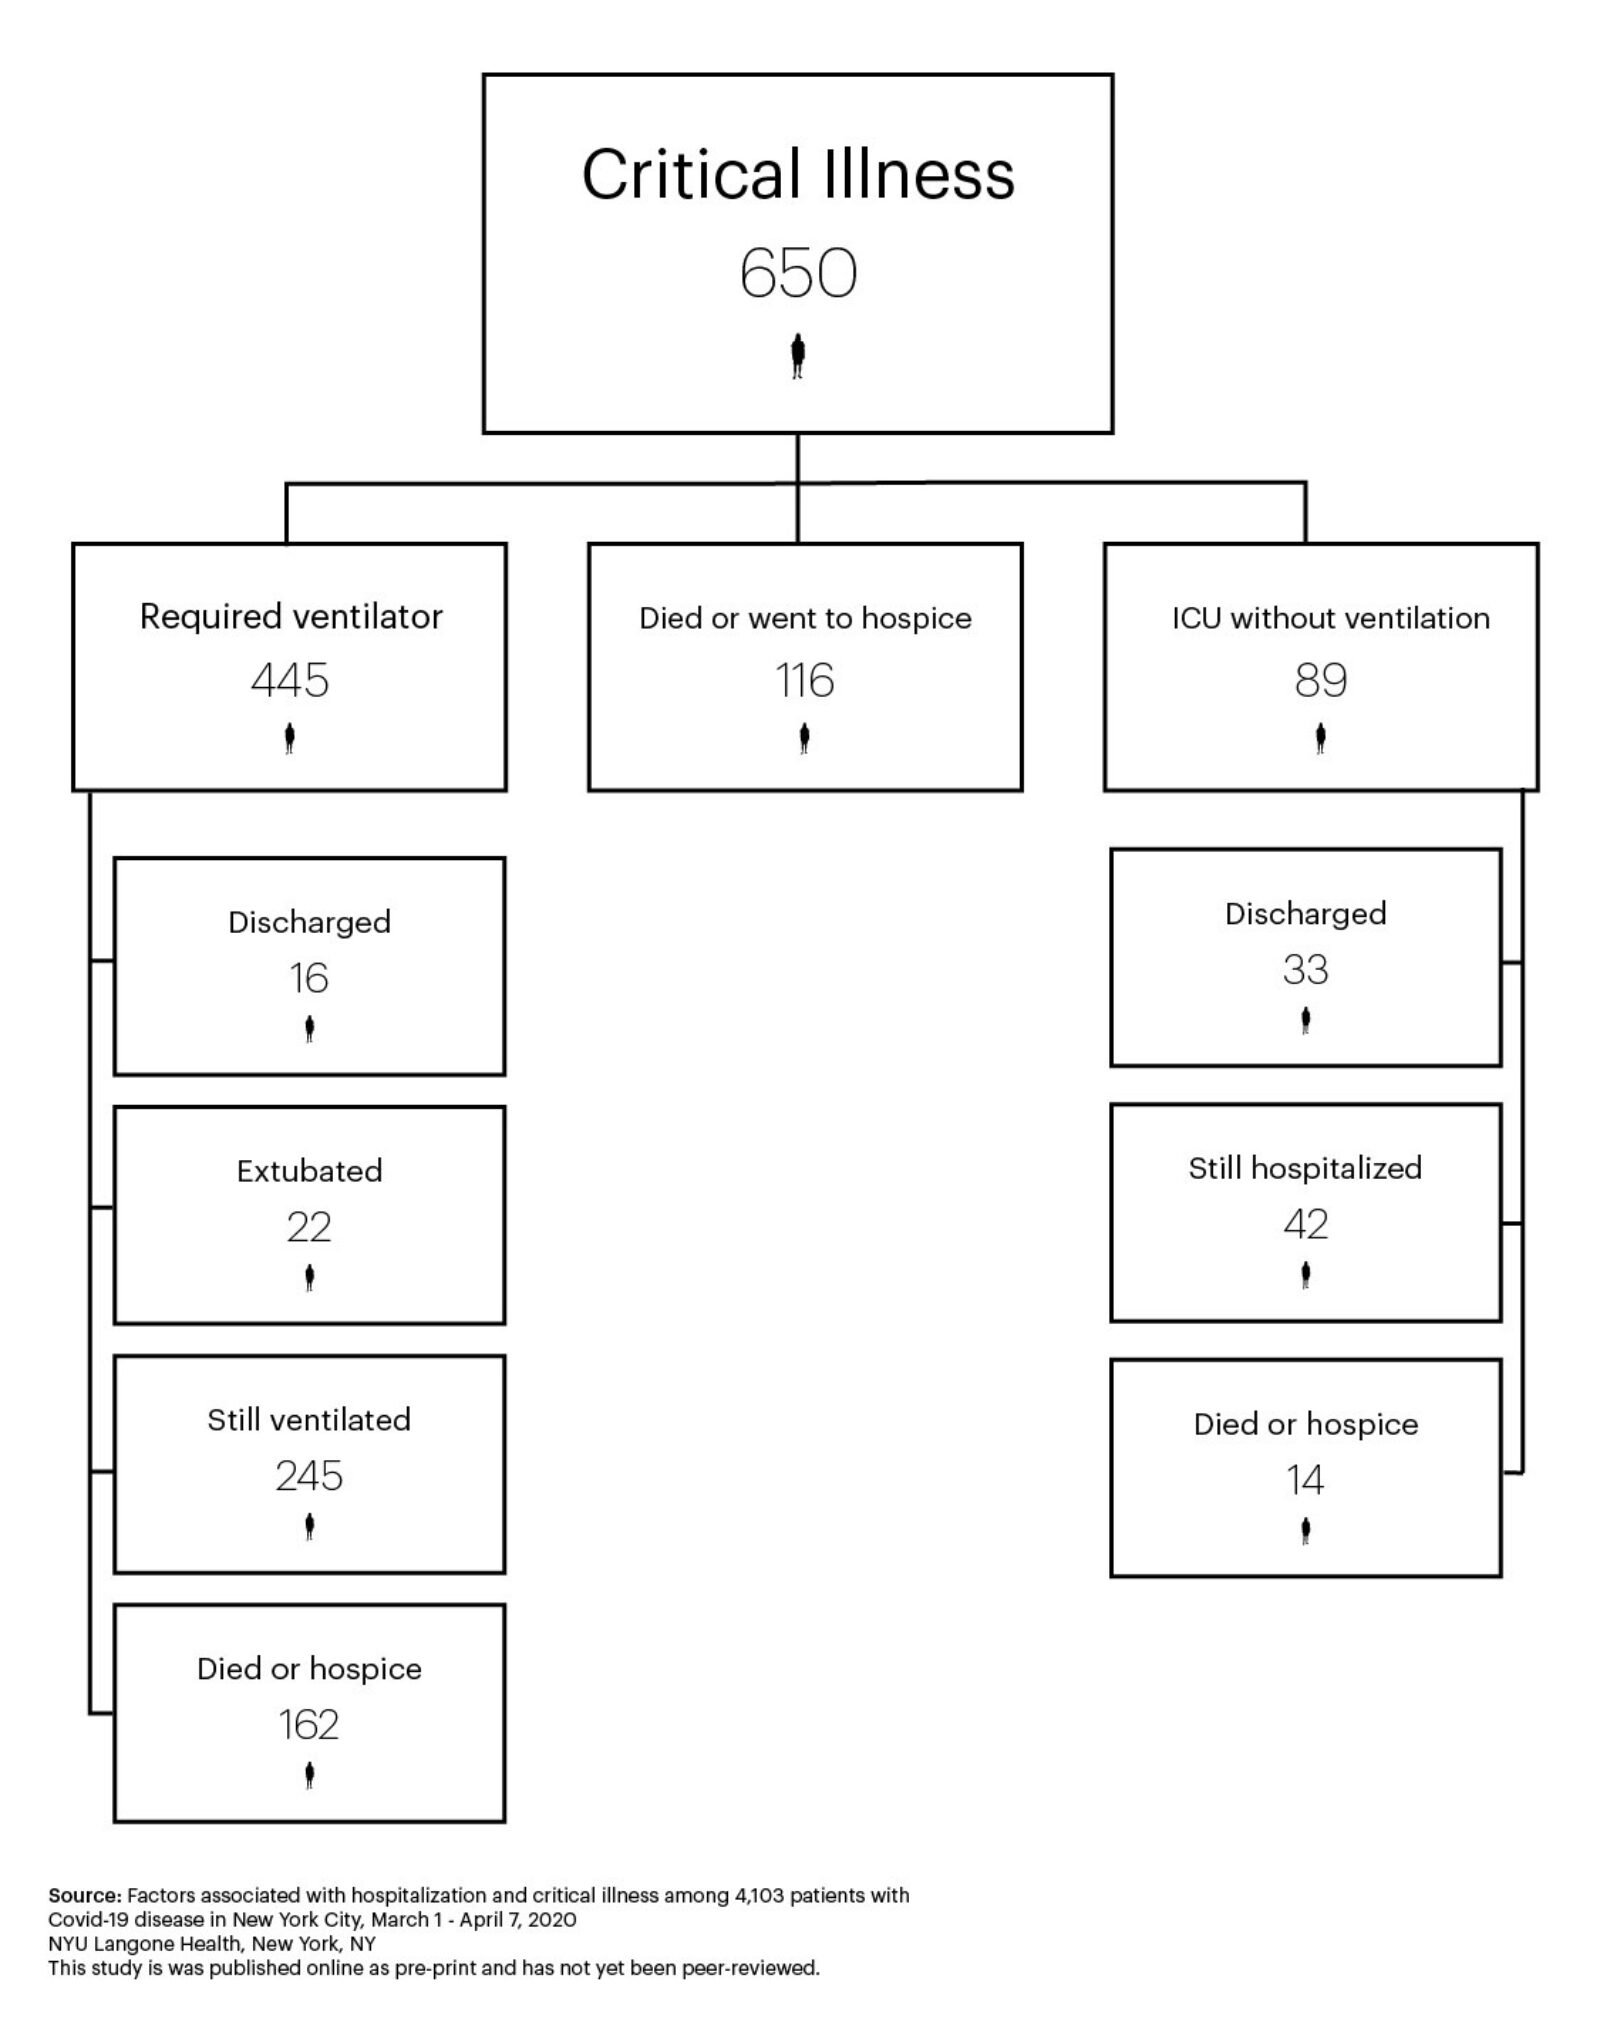 Critical Illness
650
Required ventilator
445
Died or went to hospice
116
ICU without ventilation
89
Discharged
16
Extubated
22
Still ventilated
245
Died or hospice
162
Discharged
33
Still hospitalized
42
Died or hospice
14
Source: Factors associated with hospitalization and critical illness among 4,103 patients with
Covid-19 disease in New York City, March 1 - April 7, 2020
NYU Langone Health, New York, NY
This study is was published online as pre-print and has not yet been peer-reviewed.